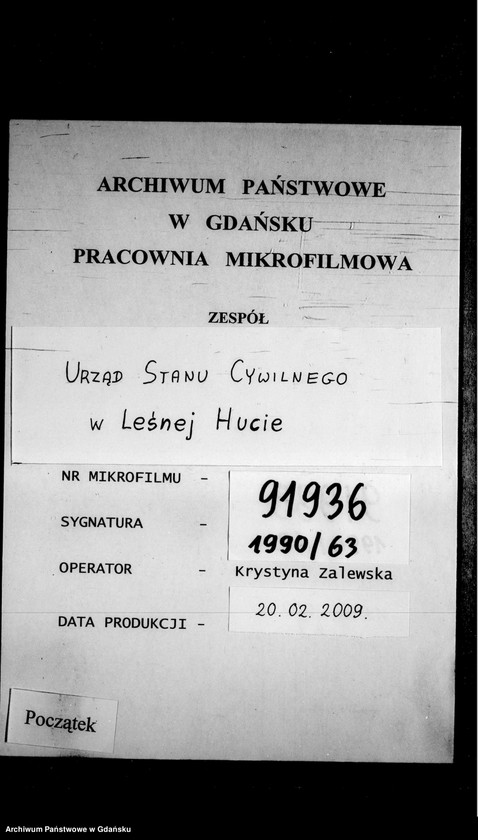 ARCHIWUM PAŃSTWOWE
W GDAŃSKU
PRACOWNIA MIKROFILMOWA
ZESPÓŁ
URZĄD STANU CYWILNEGO
w Leśnej Hucie
NR MIKROFILMU - 91936
SYGNATURA - 1990/63
OPERATOR - Krystyna Zalewska
DATA PRODUKCJI - 20.02.2009.
Początek
Archiwum Państwowe w Gdańsku